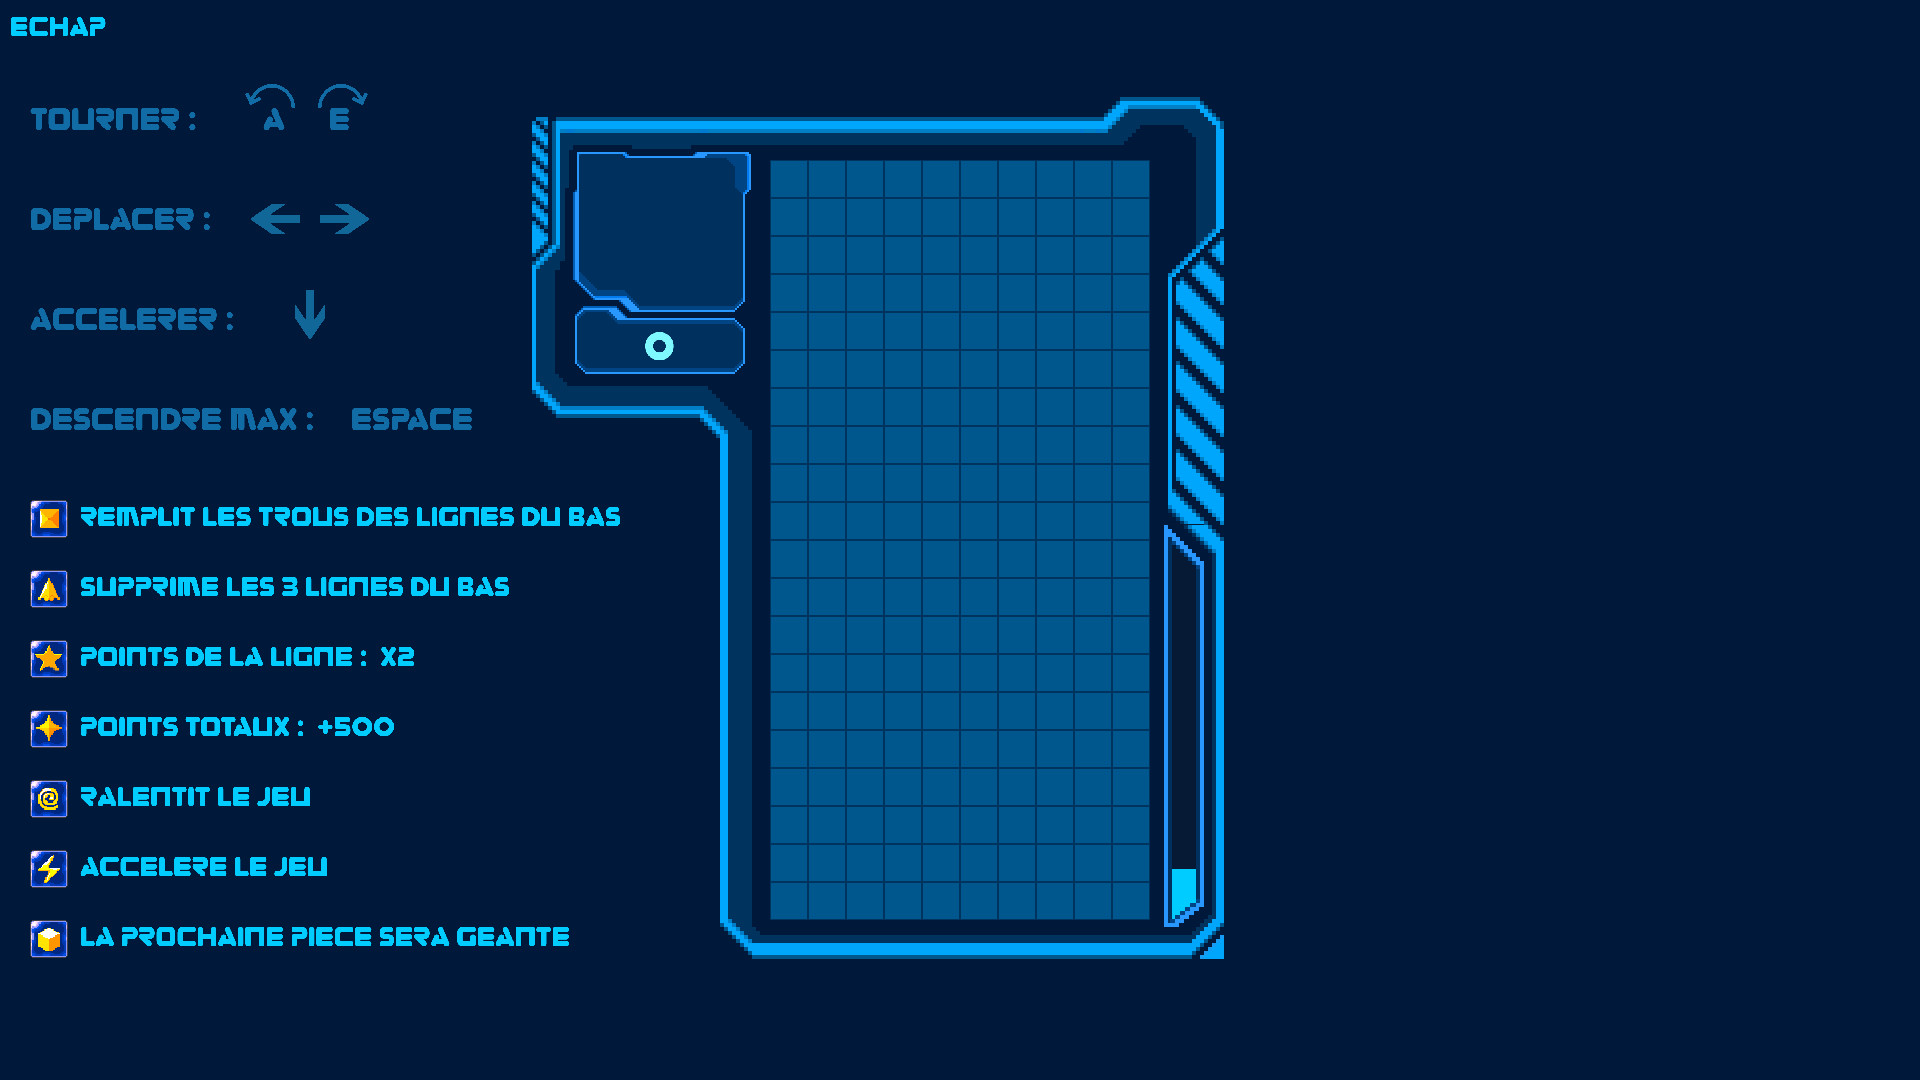 ECHAP
TOURNER : A E
DEPLACER :
ACCELERER :
DESCENDRE MAX : ESPACE
0
REMPLIT LES TROUS DES LIGNES DU BAS
SUPPRIME LES 3 LIGNES DU BAS
POINTS DE LA LIGNE : X2
POINTS TOTAUX : +500
RALENTIT LE JEU
ACCELERE LE JEU
LA PROCHAINE PIECE SERA GEANTE